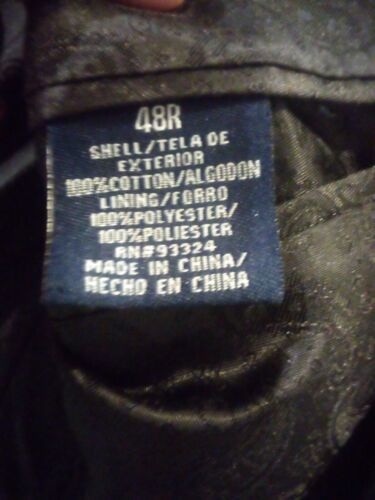 48R
SHELL/TELA DE
EXTERIOR
100%COTTON/ALGODON
LINING/FORRO
100%POLYESTER/
100%POLIESTER
RN#93324
MADE IN CHINA/
HECHO EN CHINA